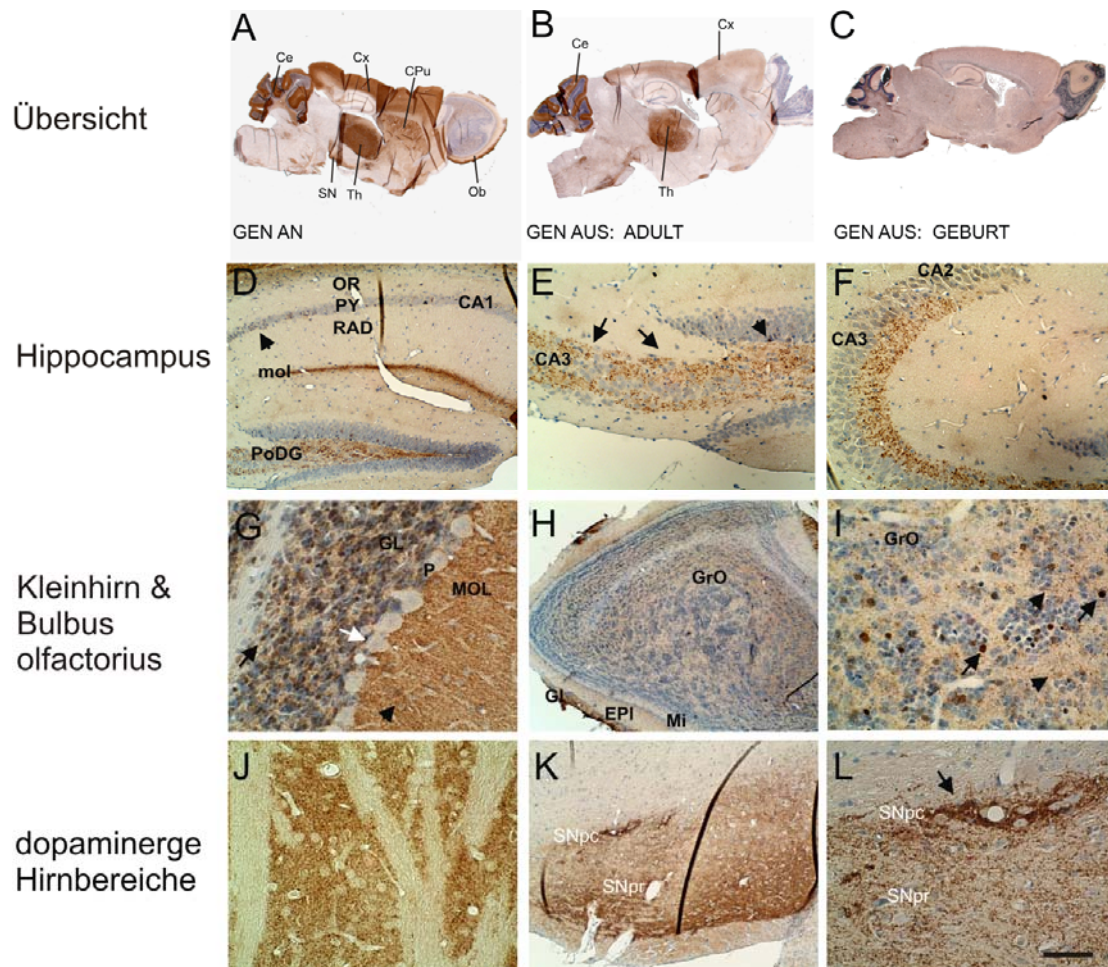 Übersicht
A
Ce
Cx
CPu
SN
Th
Ob
GEN AN
B
Ce
Cx
Th
GEN AUS: ADULT
C
GEN AUS: GEBURT
Hippocampus
D
OR
PY
RAD
CA1
mol
PoDG
E
CA3
F
CA2
CA3
Kleinhirn &
Bulbus
olfactorius
G
GL
P
MOL
H
GrO
Gl
EPl
Mi
I
GrO
dopaminerge
Hirnbereiche
J
K
SNpc
SNpr
L
SNpc
SNpr